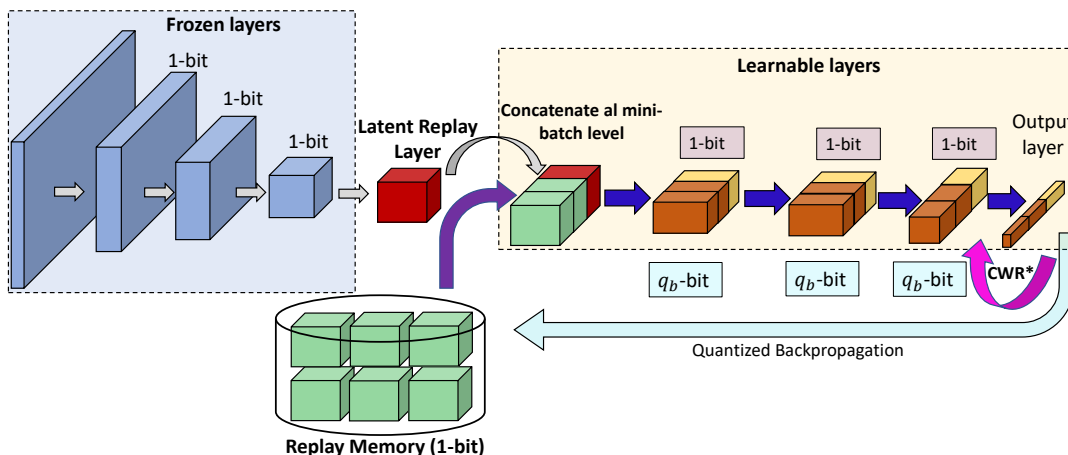 Frozen layers
1-bit
1-bit
1-bit
Latent Replay
Layer
Learnable layers
Concatenate al mini-
batch level
1-bit
1-bit
1-bit
Output
layer
q_b-bit
q_b-bit
q_b-bit
CWR*
Quantized Backpropagation
Replay Memory (1-bit)